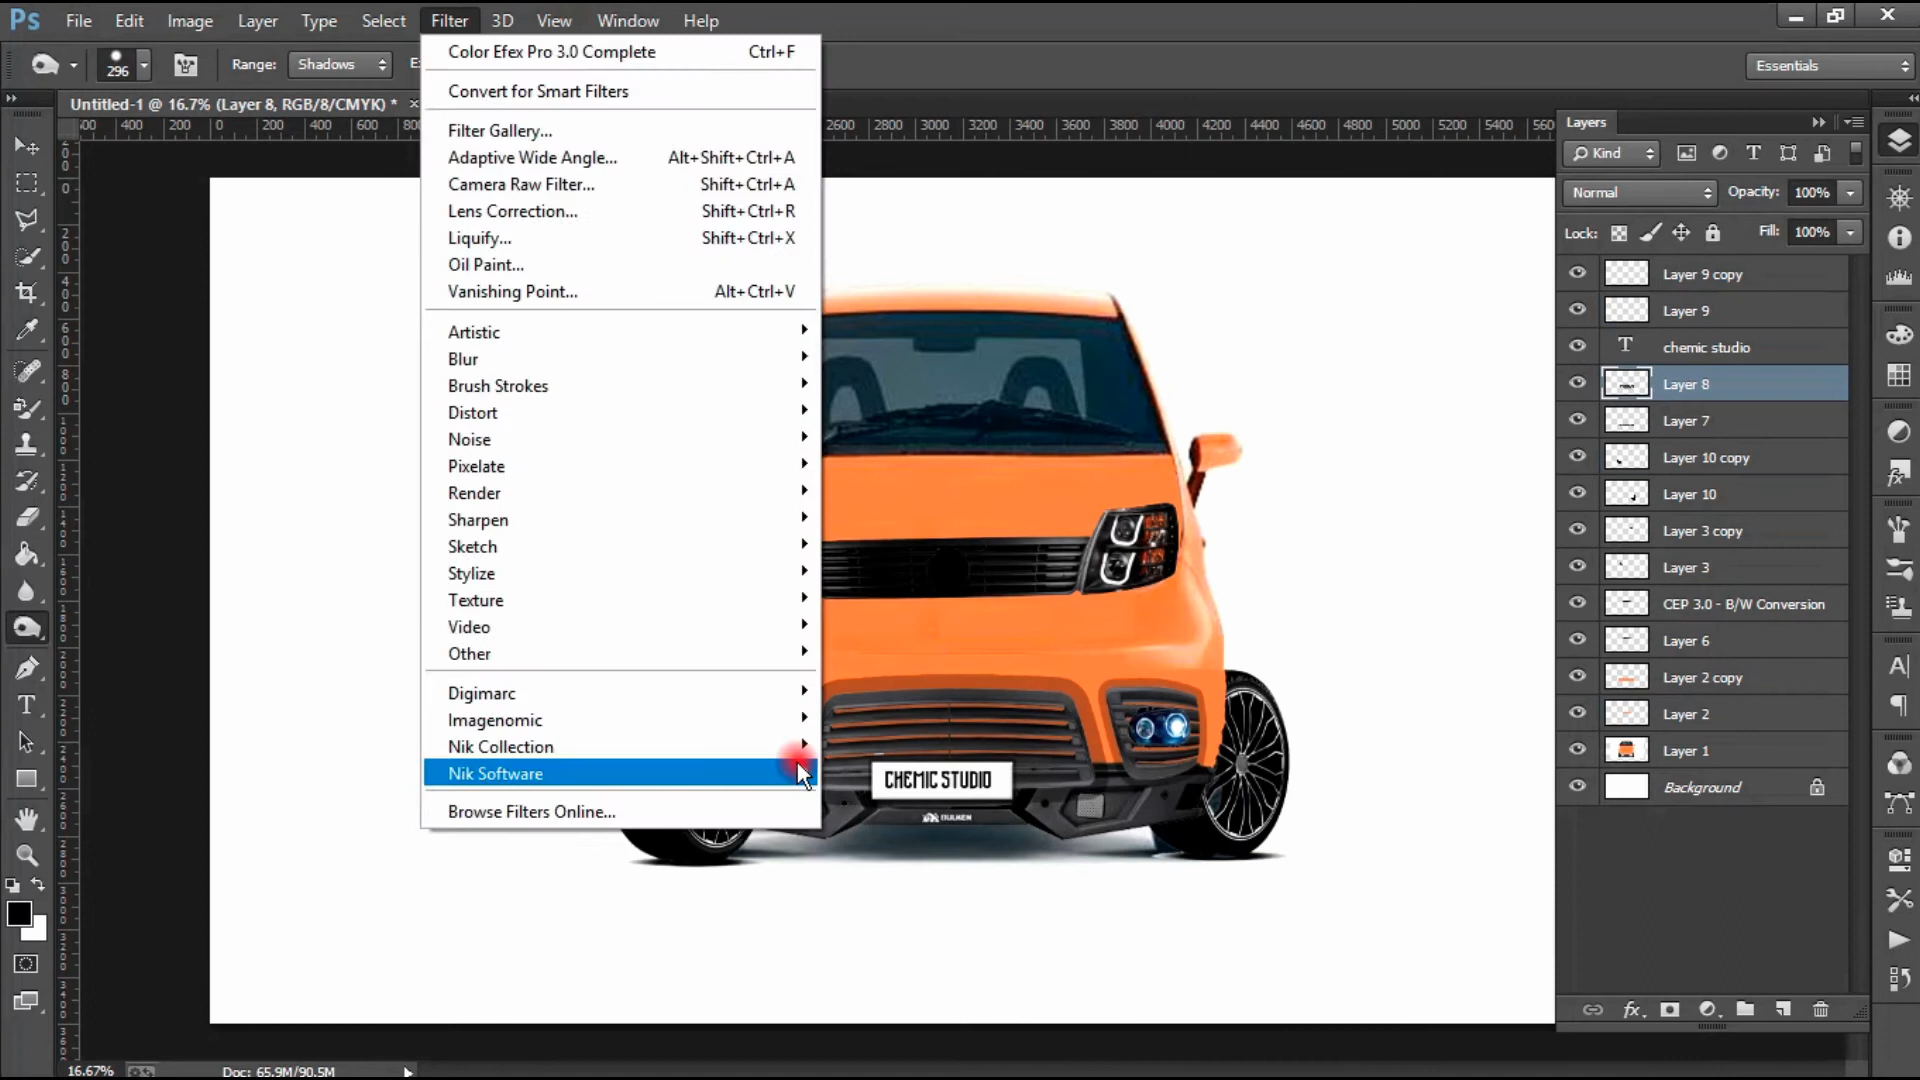 Ps File Edit Image Layer Type Select Filter 3D View Window Help
296 Range: Shadows Essentials
Untitled-1 @ 16.7% (Layer 8, RGB/8/CMYK) *
400 200 0 200 400 600 2600 2800 3000 3200 3400 3600 3800 4000 4200 4400 4600 4800 5000 5200 5400
Color Efex Pro 3.0 Complete Ctrl+F
Convert for Smart Filters
Filter Gallery...
Adaptive Wide Angle... Alt+Shift+Ctrl+A
Camera Raw Filter... Shift+Ctrl+A
Lens Correction... Shift+Ctrl+R
Liquify... Shift+Ctrl+X
Oil Paint...
Vanishing Point... Alt+Ctrl+V
Artistic
Blur
Brush Strokes
Distort
Noise
Pixelate
Render
Sharpen
Sketch
Stylize
Texture
Video
Other
Digimarc
Imagenomic
Nik Collection
Nik Software
Browse Filters Online...
CHEMIC STUDIO
Layers
Kind
Normal Opacity: 100%
Lock: Fill: 100%
Layer 9 copy
Layer 9
chemic studio
Layer 8
Layer 7
Layer 10 copy
Layer 10
Layer 3 copy
Layer 3
CEP 3.0 - B/W Conversion
Layer 6
Layer 2 copy
Layer 2
Layer 1
Background
16.67% Doc: 65.9M/90.5M